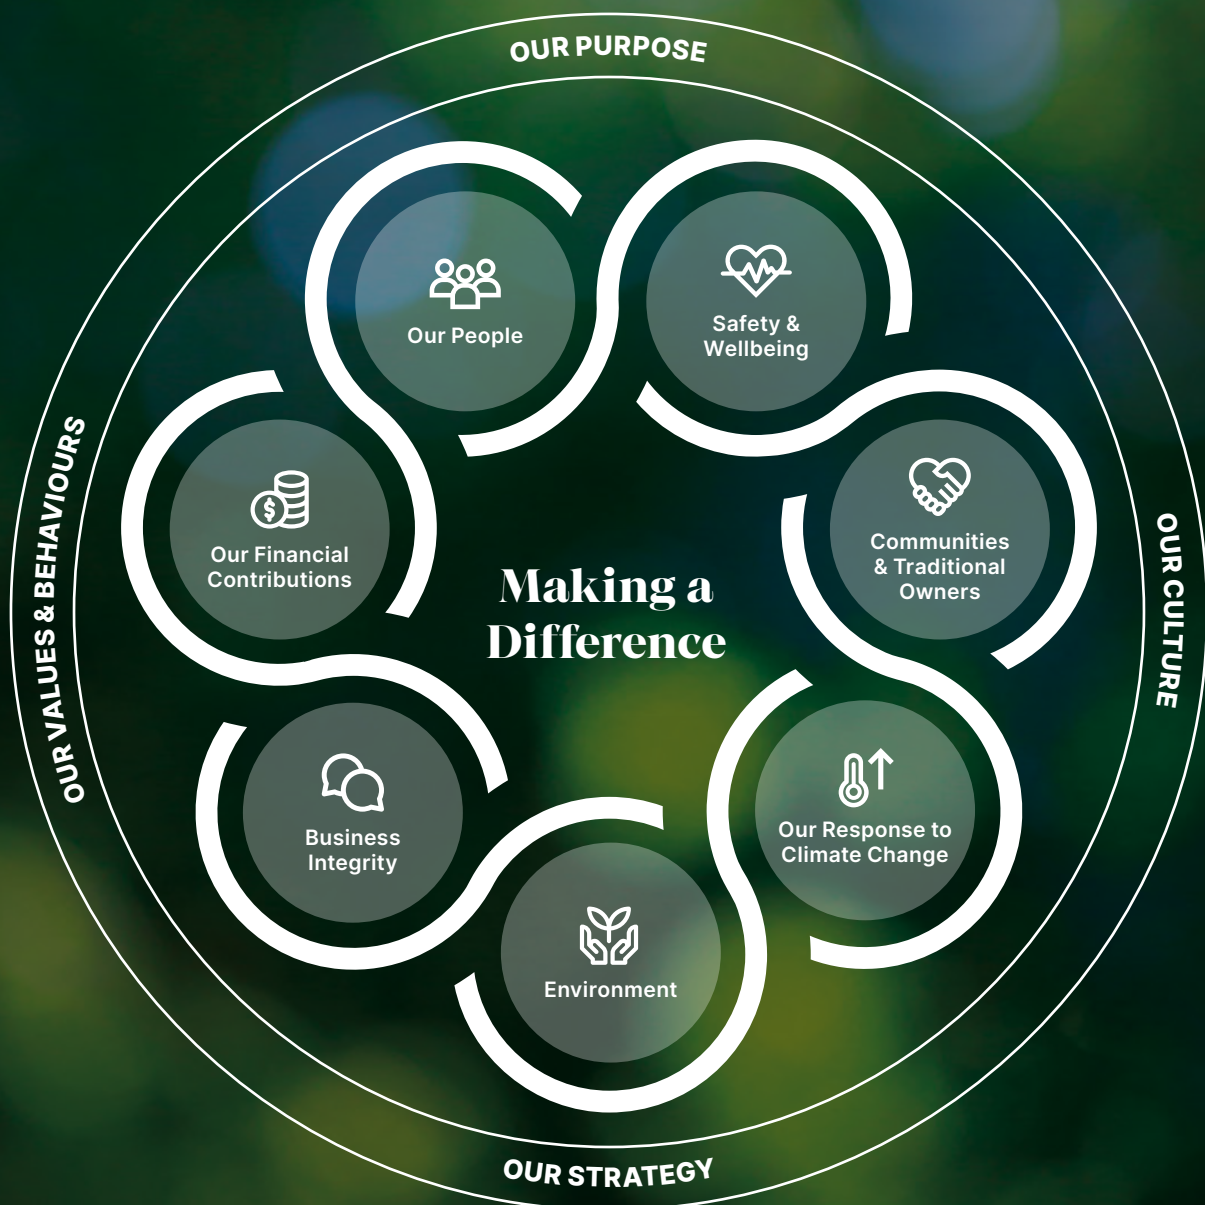 OUR PURPOSE
Our People
Safety &
Wellbeing
OUR VALUES & BEHAVIOURS
Our Financial
Contributions
Communities
& Traditional
Owners
OUR CULTURE
Making a
Difference
Business
Integrity
Our Response to
Climate Change
$
Environment
OUR STRATEGY